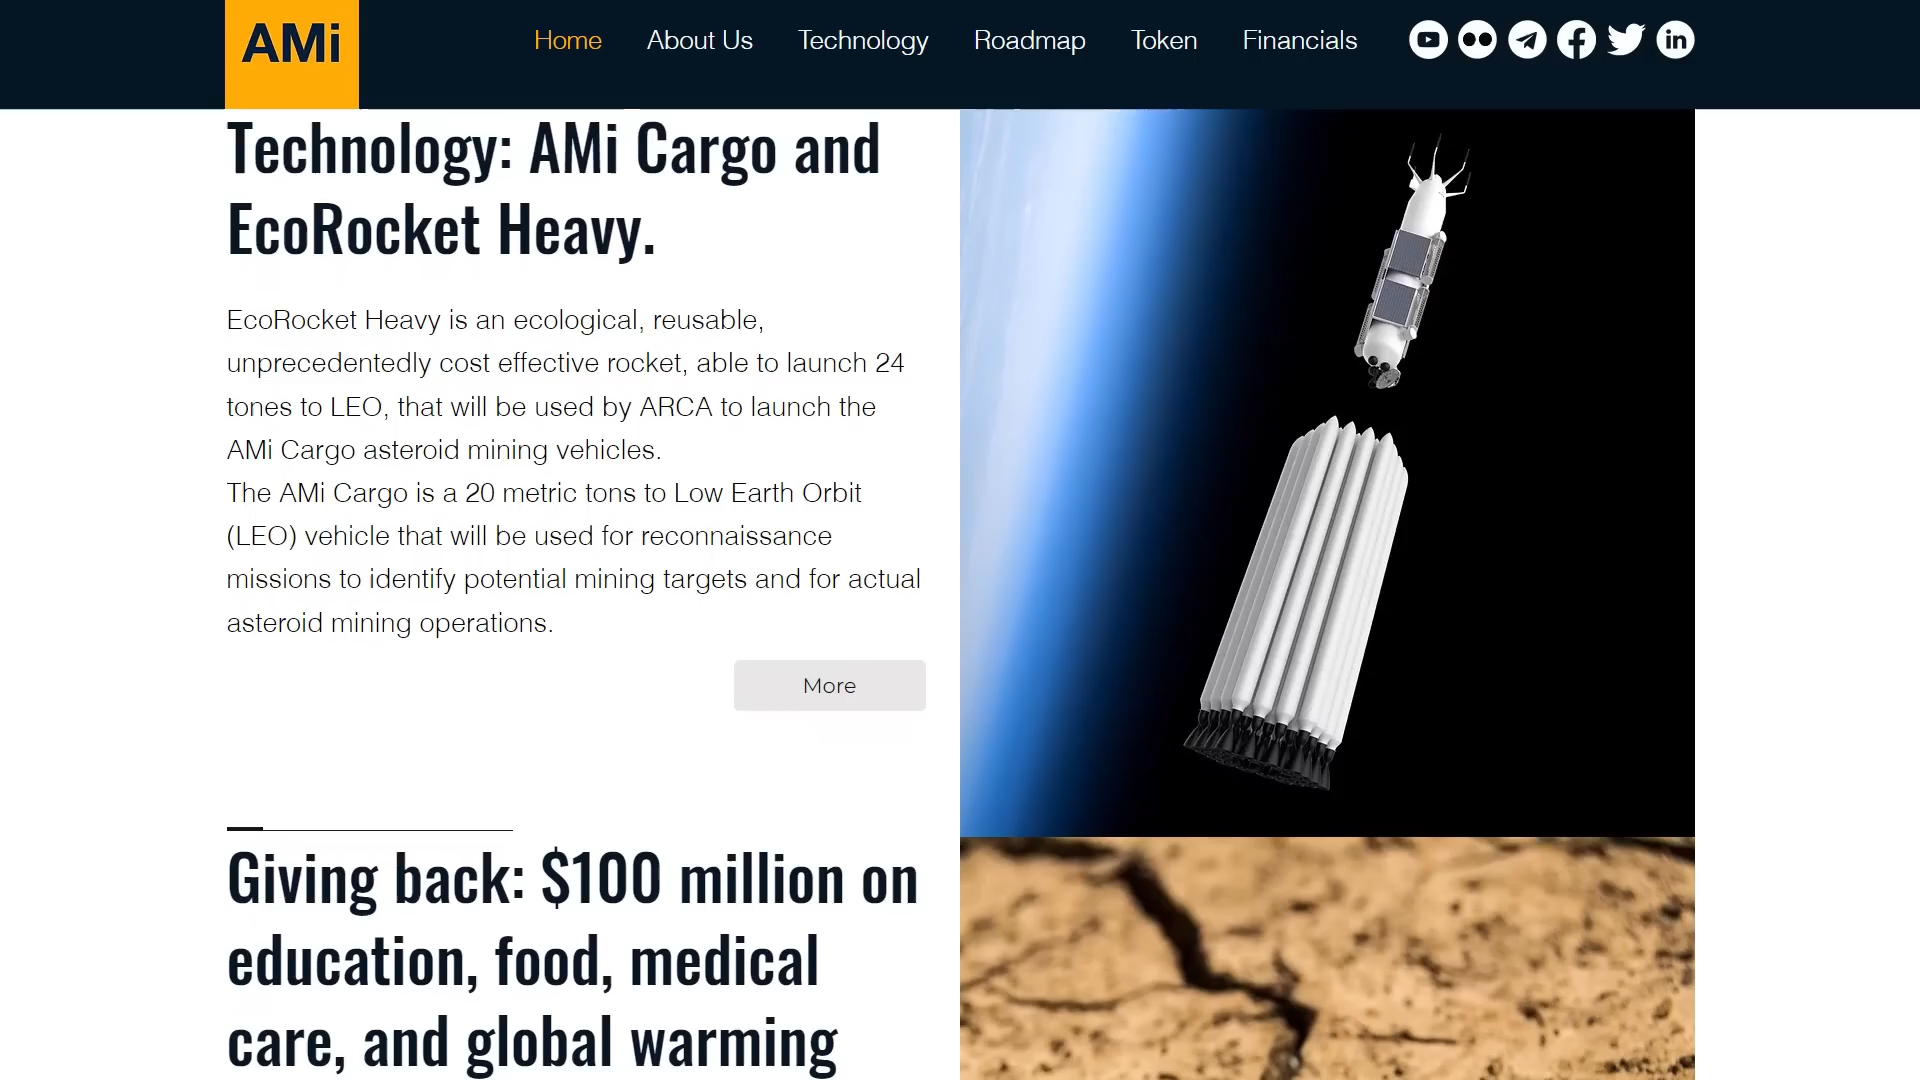 AMi
Home About Us Technology Roadmap Token Financials
Technology: AMi Cargo and
EcoRocket Heavy.
EcoRocket Heavy is an ecological, reusable,
unprecedentedly cost effective rocket, able to launch 24
tones to LEO, that will be used by ARCA to launch the
AMi Cargo asteroid mining vehicles.
The AMi Cargo is a 20 metric tons to Low Earth Orbit
(LEO) vehicle that will be used for reconnaissance
missions to identify potential mining targets and for actual
asteroid mining operations.
More
Giving back: $100 million on
education, food, medical
care, and global warming